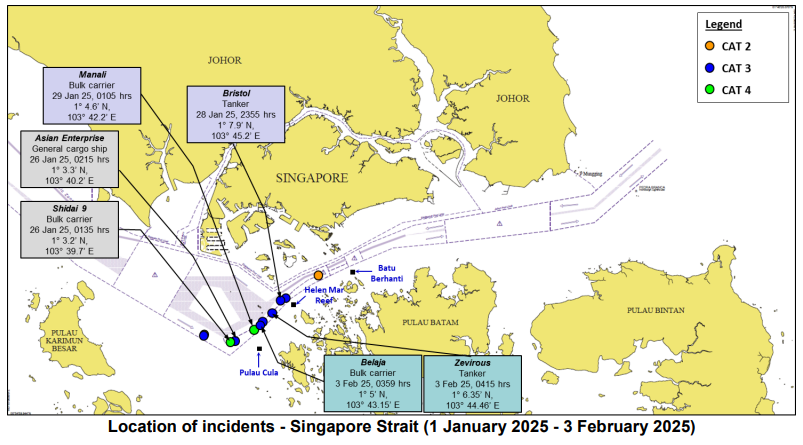 Legend
CAT 2
CAT 3
CAT 4
JOHOR
JOHOR
SINGAPORE
Manali
Bulk carrier
29 Jan 25, 0105 hrs
1° 4.6' N,
103° 42.2' E
Bristol
Tanker
28 Jan 25, 2355 hrs
1° 7.9' N,
103° 45.2' E
Asian Enterprise
General cargo ship
26 Jan 25, 0215 hrs
1° 3.3' N,
103° 40.2' E
Shidai 9
Bulk carrier
26 Jan 25, 0135 hrs
1° 3.2' N,
103° 39.7' E
Batu
Berhanti
Helen Mar
Reef
PULAU BATAM
PULAU BINTAN
PULAU
KARIMUN
BESAR
Pulau Cula
Belaja
Bulk carrier
3 Feb 25, 0359 hrs
1° 5' N,
103° 43.15' E
Zevirous
Tanker
3 Feb 25, 0415 hrs
1° 6.35' N,
103° 44.46' E
Location of incidents - Singapore Strait (1 January 2025 - 3 February 2025)